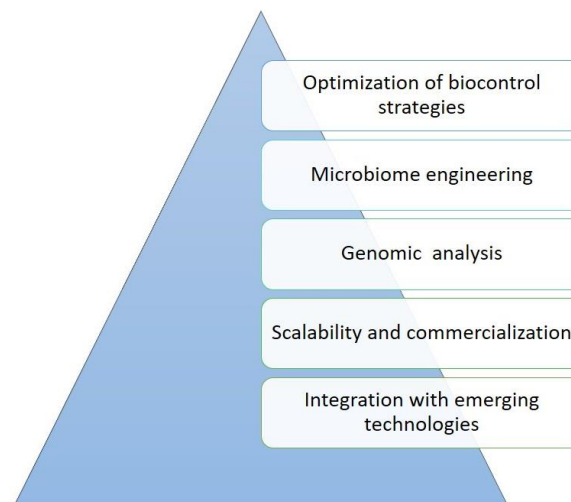 Optimization of biocontrol
strategies
Microbiome engineering
Genomic analysis
Scalability and commercialization
Integration with emerging
technologies